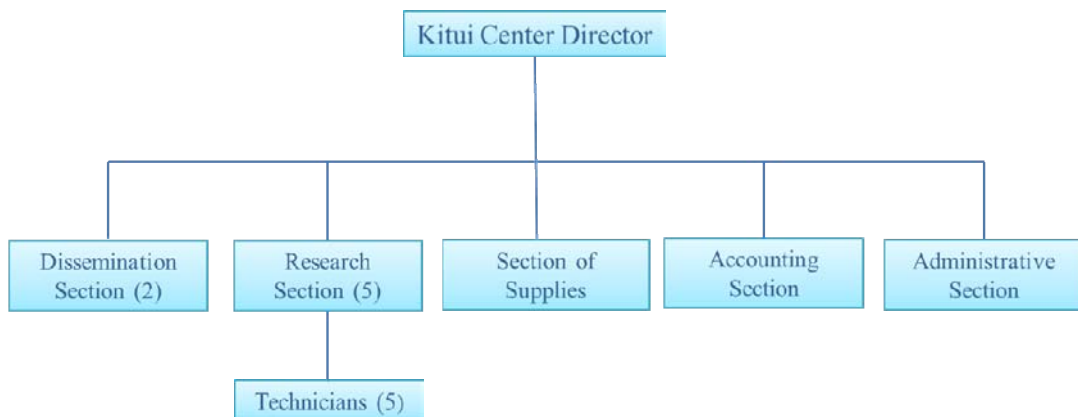 Kitui Center Director
Dissemination
Section (2)
Research
Section (5)
Section of
Supplies
Accounting
Section
Administrative
Section
Technicians (5)